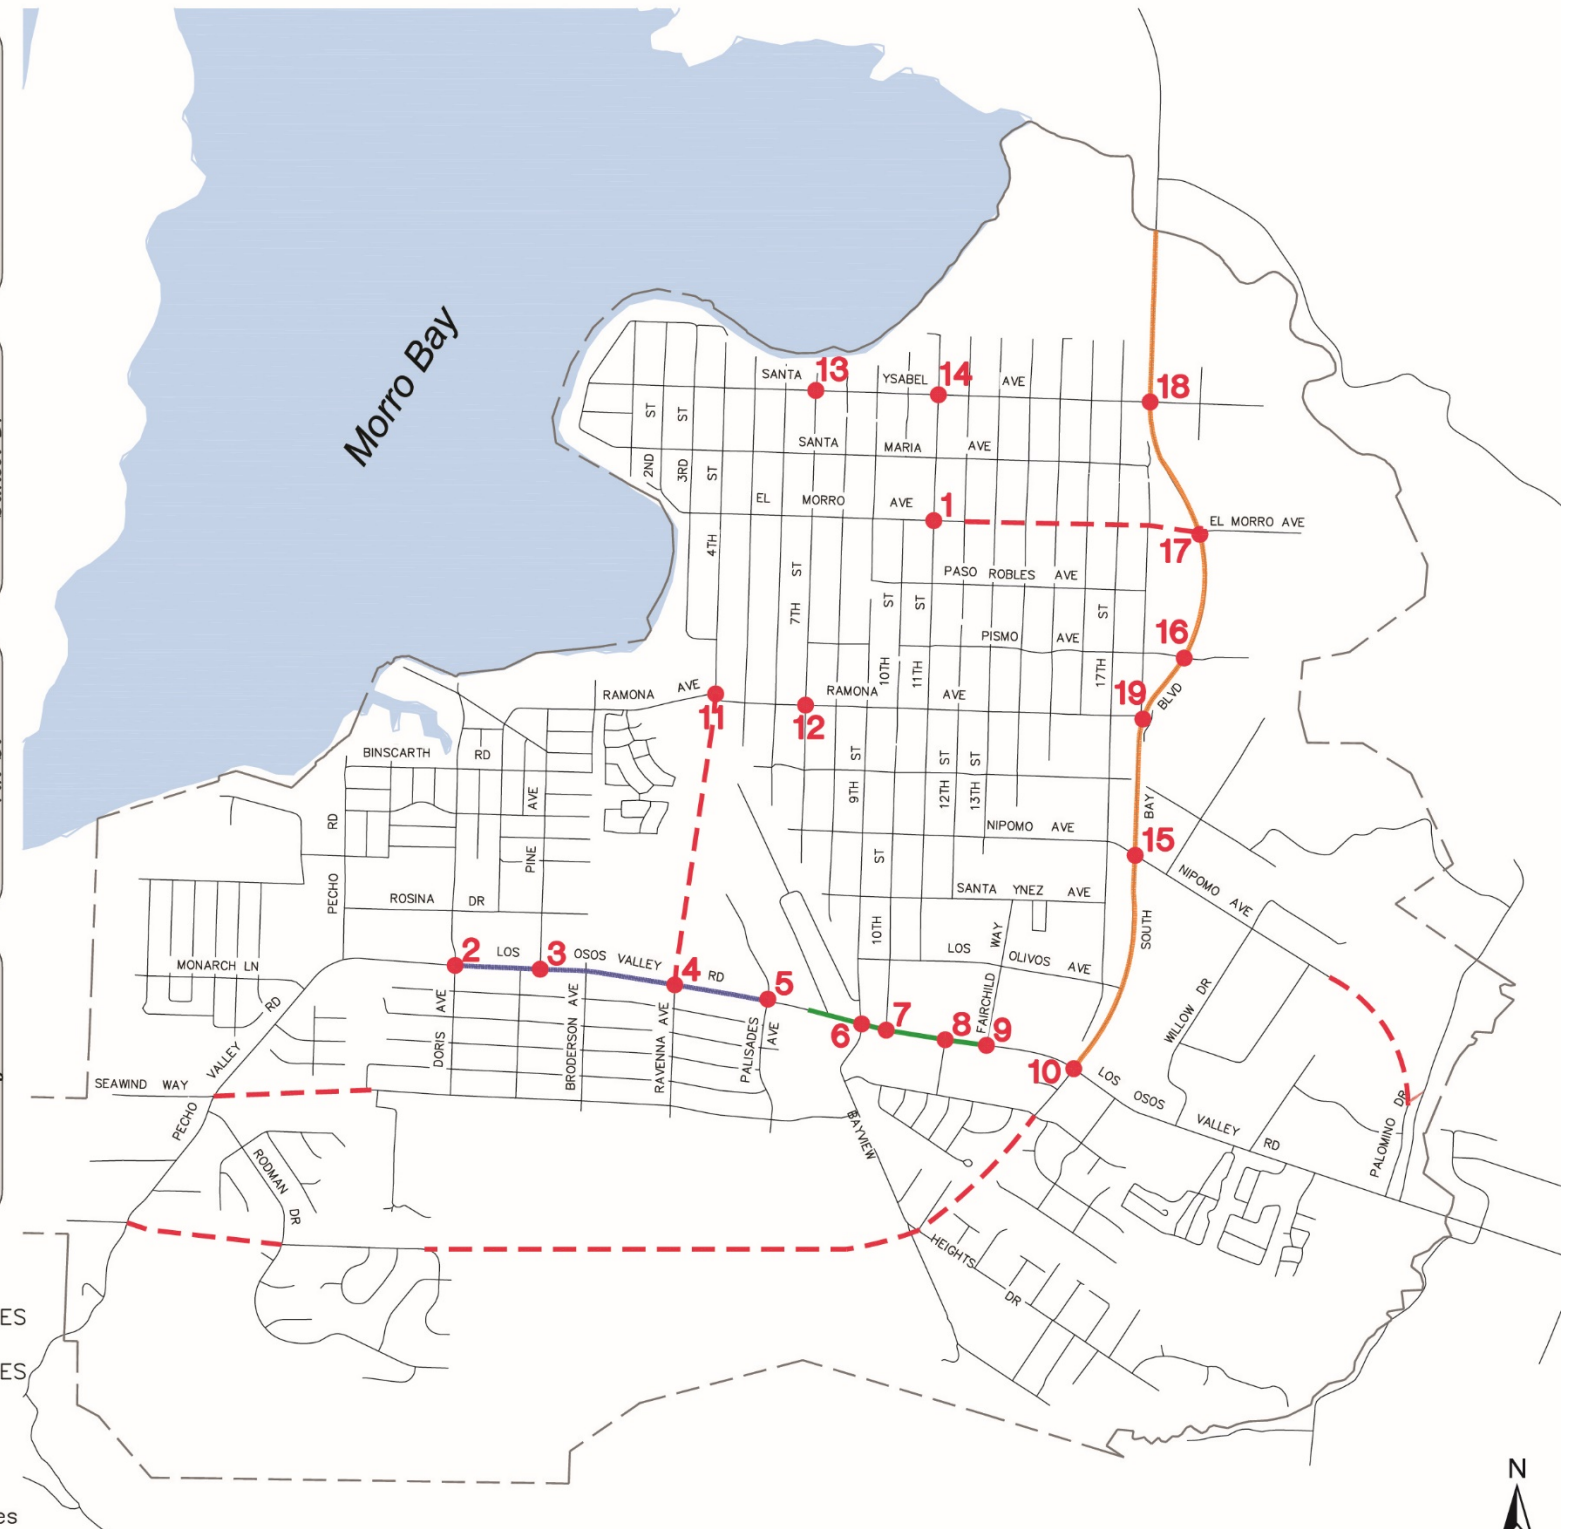 Morro Bay
13
14
18
SANTA YSABEL AVE
ST
ST
SANTA MARIA AVE
2ND
3RD
ST
EL MORRO AVE
1
EL MORRO AVE
17
4TH
7TH ST
PASO ROBLES AVE
10TH ST
11TH ST
17TH ST
PISMO AVE
16
RAMONA AVE
11
RAMONA AVE
12
19
BLVD
BINSCARTH RD
9TH ST
12TH ST
13TH ST
PECHO RD
PINE AVE
NIPOMO AVE
SOUTH BAY
15
NIPOMO AVE
ROSINA DR
10TH ST
SANTA YNEZ AVE
LOS OLIVOS AVE
FAIRCHILD WAY
MONARCH LN
2
3
4
5
LOS OSOS VALLEY RD
6
7
8
9
10
WILLOW DR
DORIS AVE
BRODERSON AVE
RAVENNA AVE
PALISADES AVE
SEAWIND WAY
PECHO VALLEY RD
LOS OSOS VALLEY RD
PALOMINO DR
BAYVIEW HEIGHTS DR
RODMAN DR
ES
ES
es
N